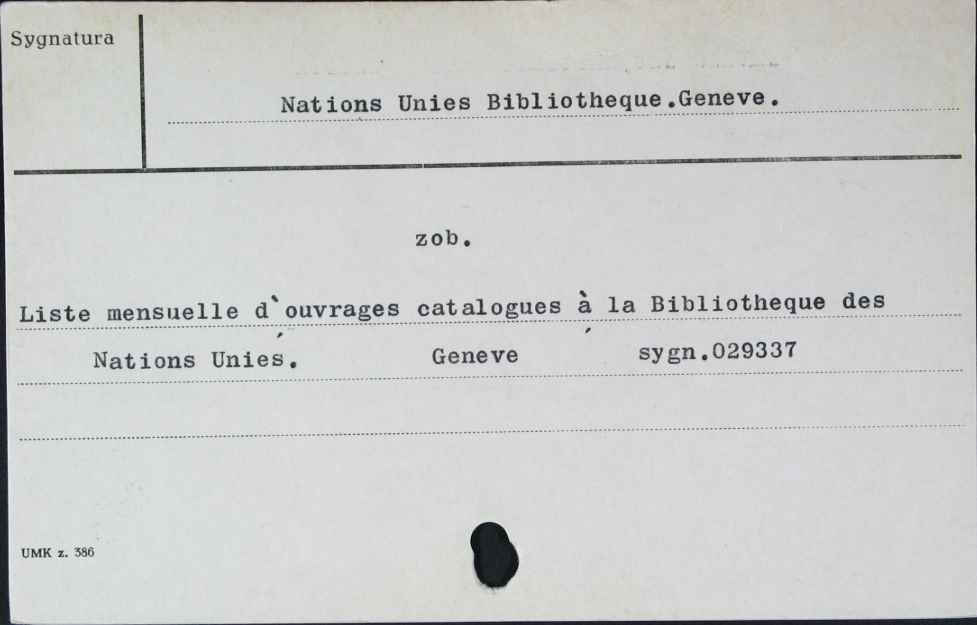 Sygnatura
Nations Unies Bibliotheque.Geneve.
zob.
Liste mensuelle d`ouvrages catalogues à la Bibliotheque des
Nations Unies. Geneve sygn.029337
UMK z. 386